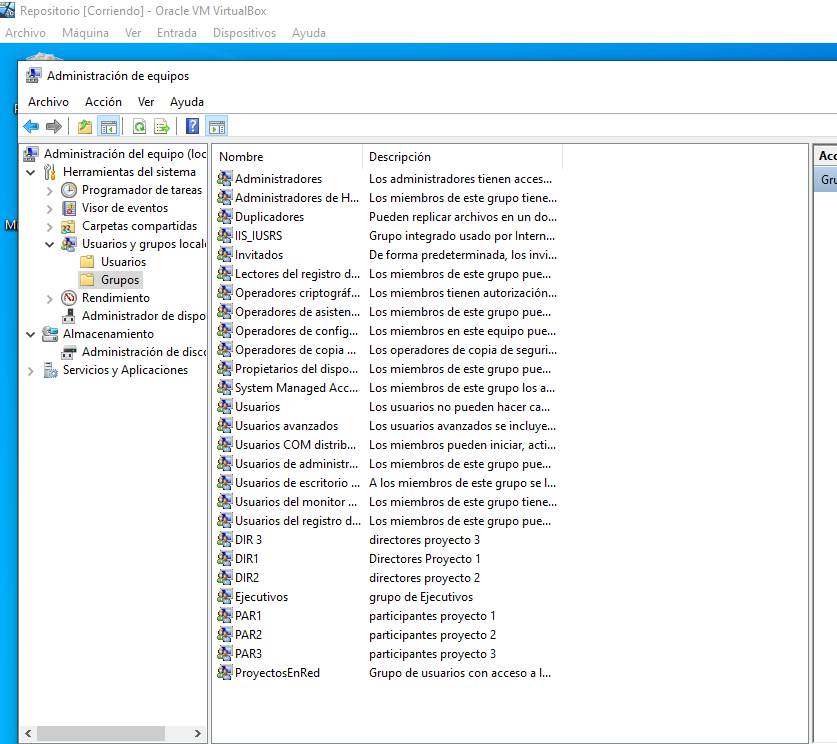 Repositorio [Corriendo] - Oracle VM VirtualBox
Archivo Máquina Ver Entrada Dispositivos Ayuda
Administración de equipos
Archivo Acción Ver Ayuda
Administración del equipo (loc
Herramientas del sistema
Programador de tareas
Visor de eventos
Carpetas compartidas
Usuarios y grupos locale
Usuarios
Grupos
Rendimiento
Administrador de dispo
Almacenamiento
Administración de disco
Servicios y Aplicaciones
Nombre Descripción
Administradores Los administradores tienen acces...
Administradores de H... Los miembros de este grupo tiene...
Duplicadores Pueden replicar archivos en un do...
IIS_IUSRS Grupo integrado usado por Intern...
Invitados De forma predeterminada, los invi...
Lectores del registro d... Los miembros de este grupo pue...
Operadores criptográf... Los miembros tienen autorización...
Operadores de asisten... Los miembros de este grupo pue...
Operadores de config... Los miembros en este equipo pue...
Operadores de copia ... Los operadores de copia de seguri...
Propietarios del dispo... Los miembros de este grupo pue...
System Managed Acc... Los miembros de este grupo los a...
Usuarios Los usuarios no pueden hacer ca...
Usuarios avanzados Los usuarios avanzados se incluye...
Usuarios COM distrib... Los miembros pueden iniciar, acti...
Usuarios de administr... Los miembros de este grupo pue...
Usuarios de escritorio ... A los miembros de este grupo se l...
Usuarios del monitor ... Los miembros de este grupo tiene...
Usuarios del registro d... Los miembros de este grupo pue...
DIR 3 directores proyecto 3
DIR1 Directores Proyecto 1
DIR2 directores proyecto 2
Ejecutivos grupo de Ejecutivos
PAR1 participantes proyecto 1
PAR2 participantes proyecto 2
PAR3 participantes proyecto 3
ProyectosEnRed Grupo de usuarios con acceso a l...
Acc
Gru